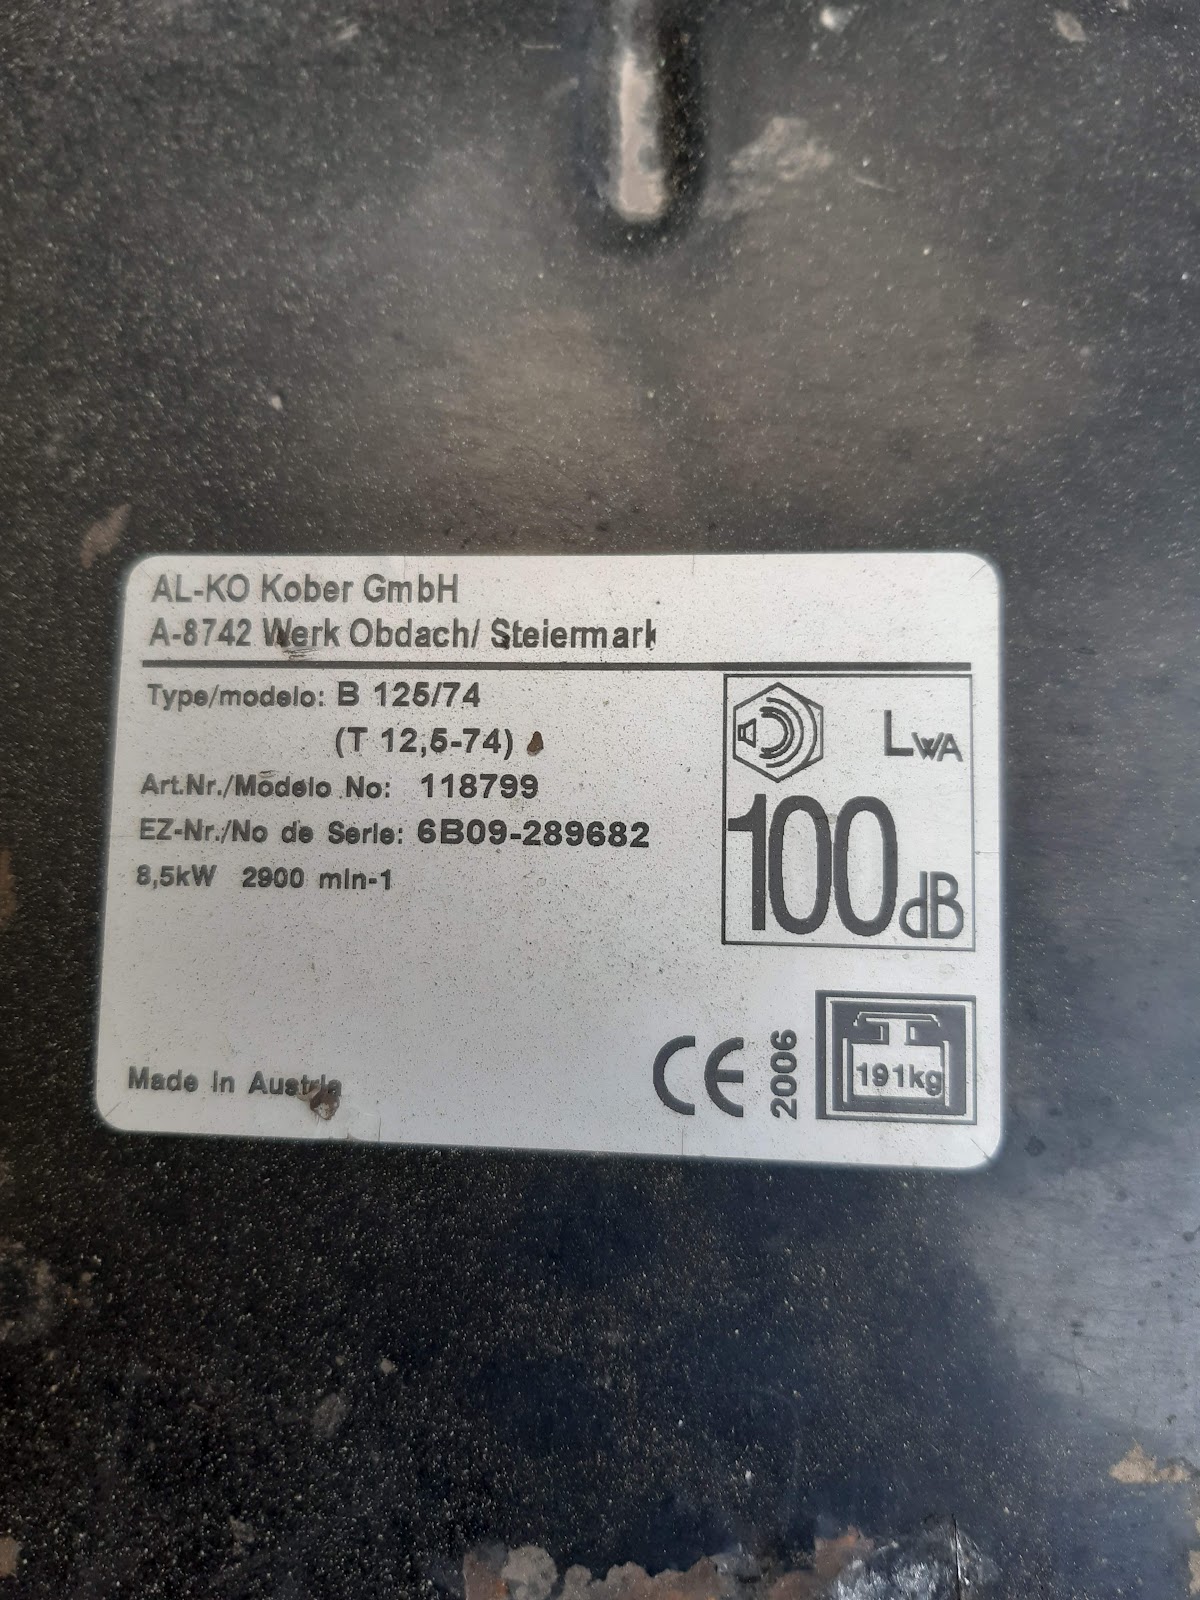 AL-KO Kober GmbH
A-8742 Werk Obdach/ Steiermark
Type/modelo: B 125/74
(T 12,5-74)
Art.Nr./Modelo No: 118799
EZ-Nr./No de Serie: 6B09-289682
8,5kW 2900 min-1
LWA
100 dB
Made in Austria
CE
2006
191kg